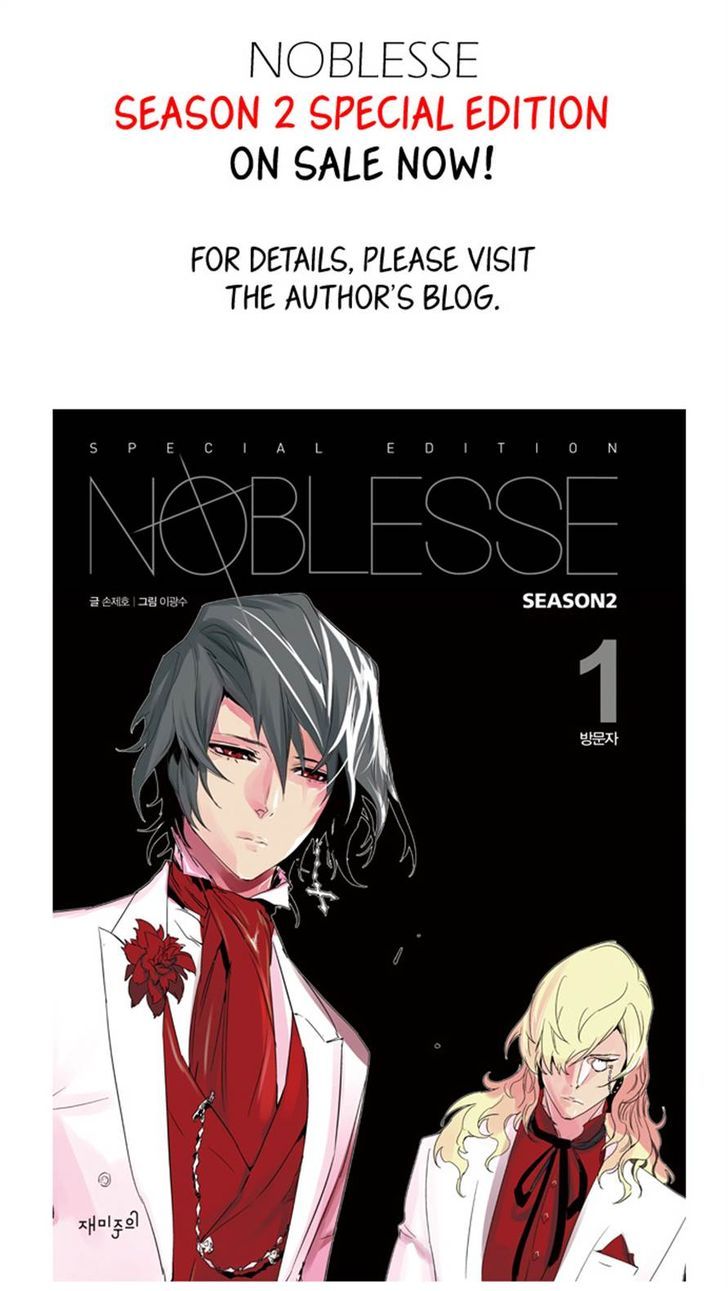 NOBLESSE
SEASON 2 SPECIAL EDITION
ON SALE NOW!
FOR DETAILS, PLEASE VISIT
THE AUTHOR'S BLOG.
SPECIAL EDITION
NOBLESSE
글 손제호 | 그림 이광수
SEASON2
1
방문자
재미주의